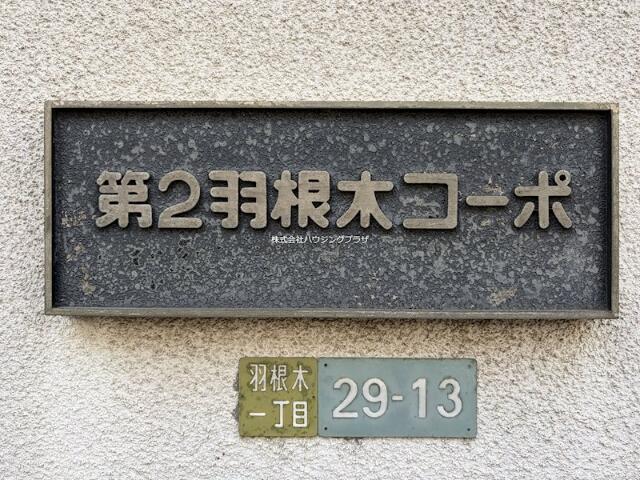 第2羽根木コーポ
株式会社ハウジングプラザ
羽根木
一丁目
29-13